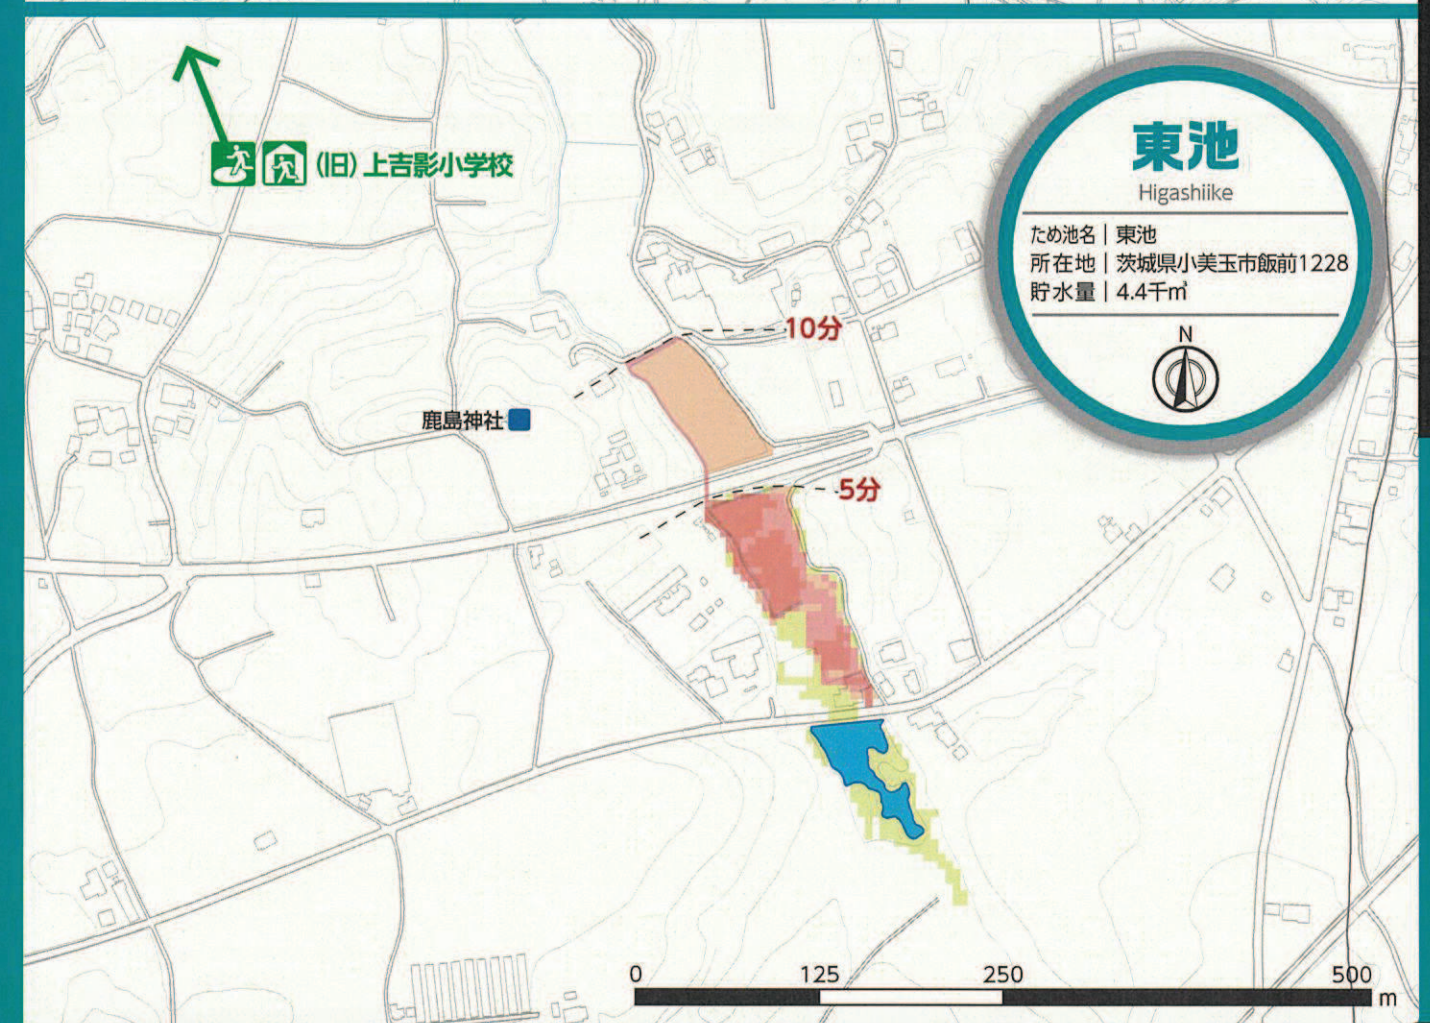 (旧)上吉影小学校
東池
Higashiike
ため池名|東池
所在地|茨城県小美玉市飯前1228
貯水量|4.4千㎥
N
10分
鹿島神社
5分
0 125 250 500 m